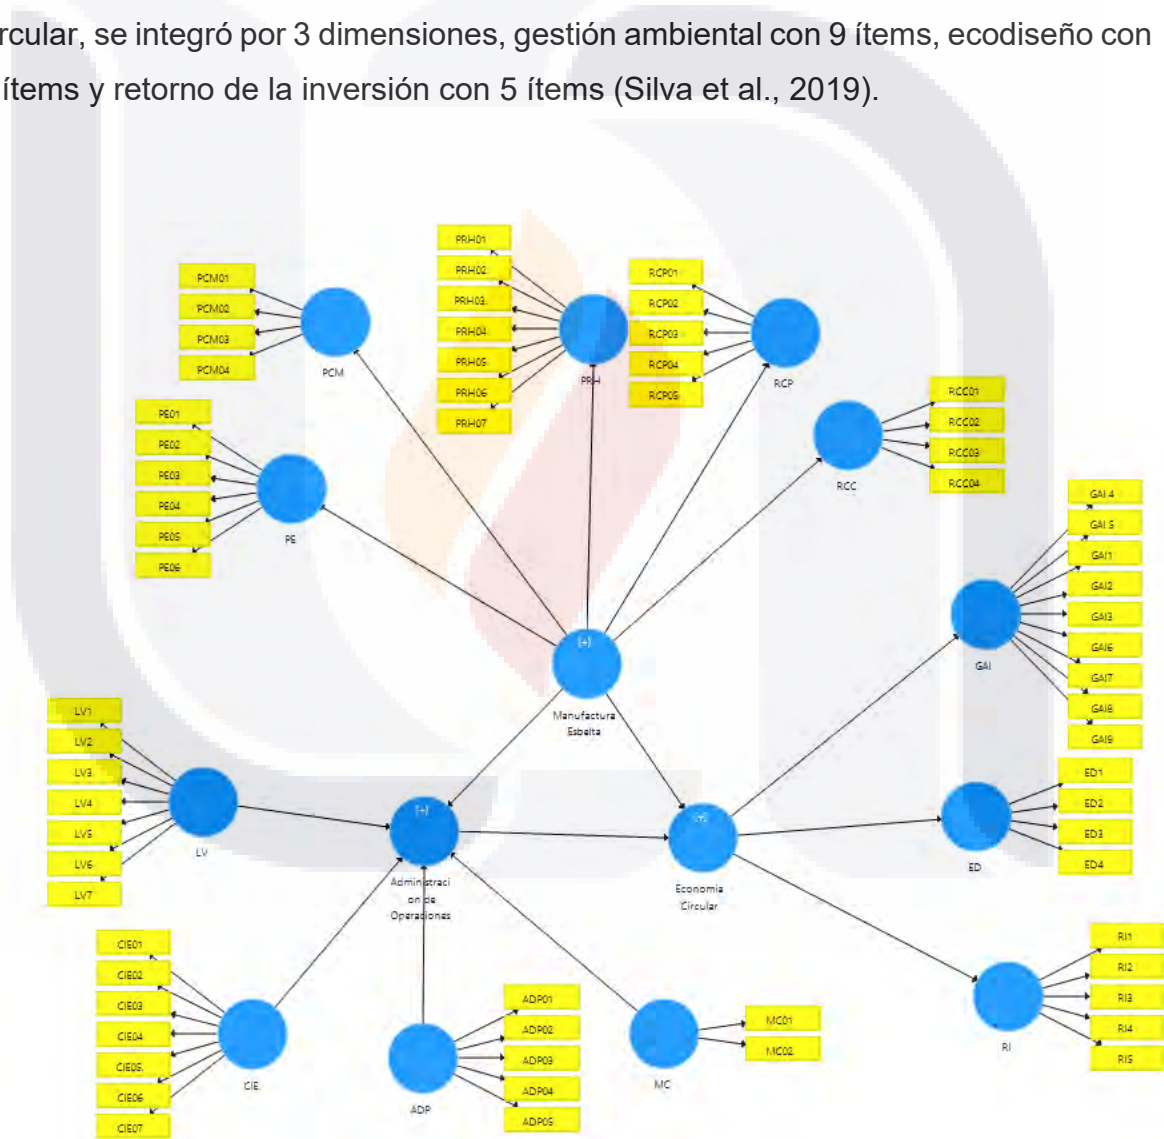 rcular, se integró por 3 dimensiones, gestión ambiental con 9 ítems, ecodiseño con
ítems y retorno de la inversión con 5 ítems (Silva et al., 2019).
PRH01
PRH02
PRH03
PRH04
PRH05
PRH06
PRH07
PRH
PCM01
PCM02
PCM03
PCM04
PCM
RCP01
RCP02
RCP03
RCP04
RCP05
RCP
PE01
PE02
PE03
PE04
PE05
PE06
PE
RCC01
RCC02
RCC03
RCC04
RCC
GAI 4
GAI 5
GAI1
GAI2
GAI3
GAI6
GAI7
GAI8
GAI9
GAI
[+]
Manufactura
Esbelta
LV1
LV2
LV3
LV4
LV5
LV6
LV7
LV
[+]
Administraci
on de
Operaciones
[+]
Economia
Circular
ED1
ED2
ED3
ED4
ED
CIE01
CIE02
CIE03
CIE04
CIE05
CIE06
CIE07
CIE
ADP01
ADP02
ADP03
ADP04
ADP05
ADP
MC01
MC02
MC
RI1
RI2
RI3
RI4
RI5
RI